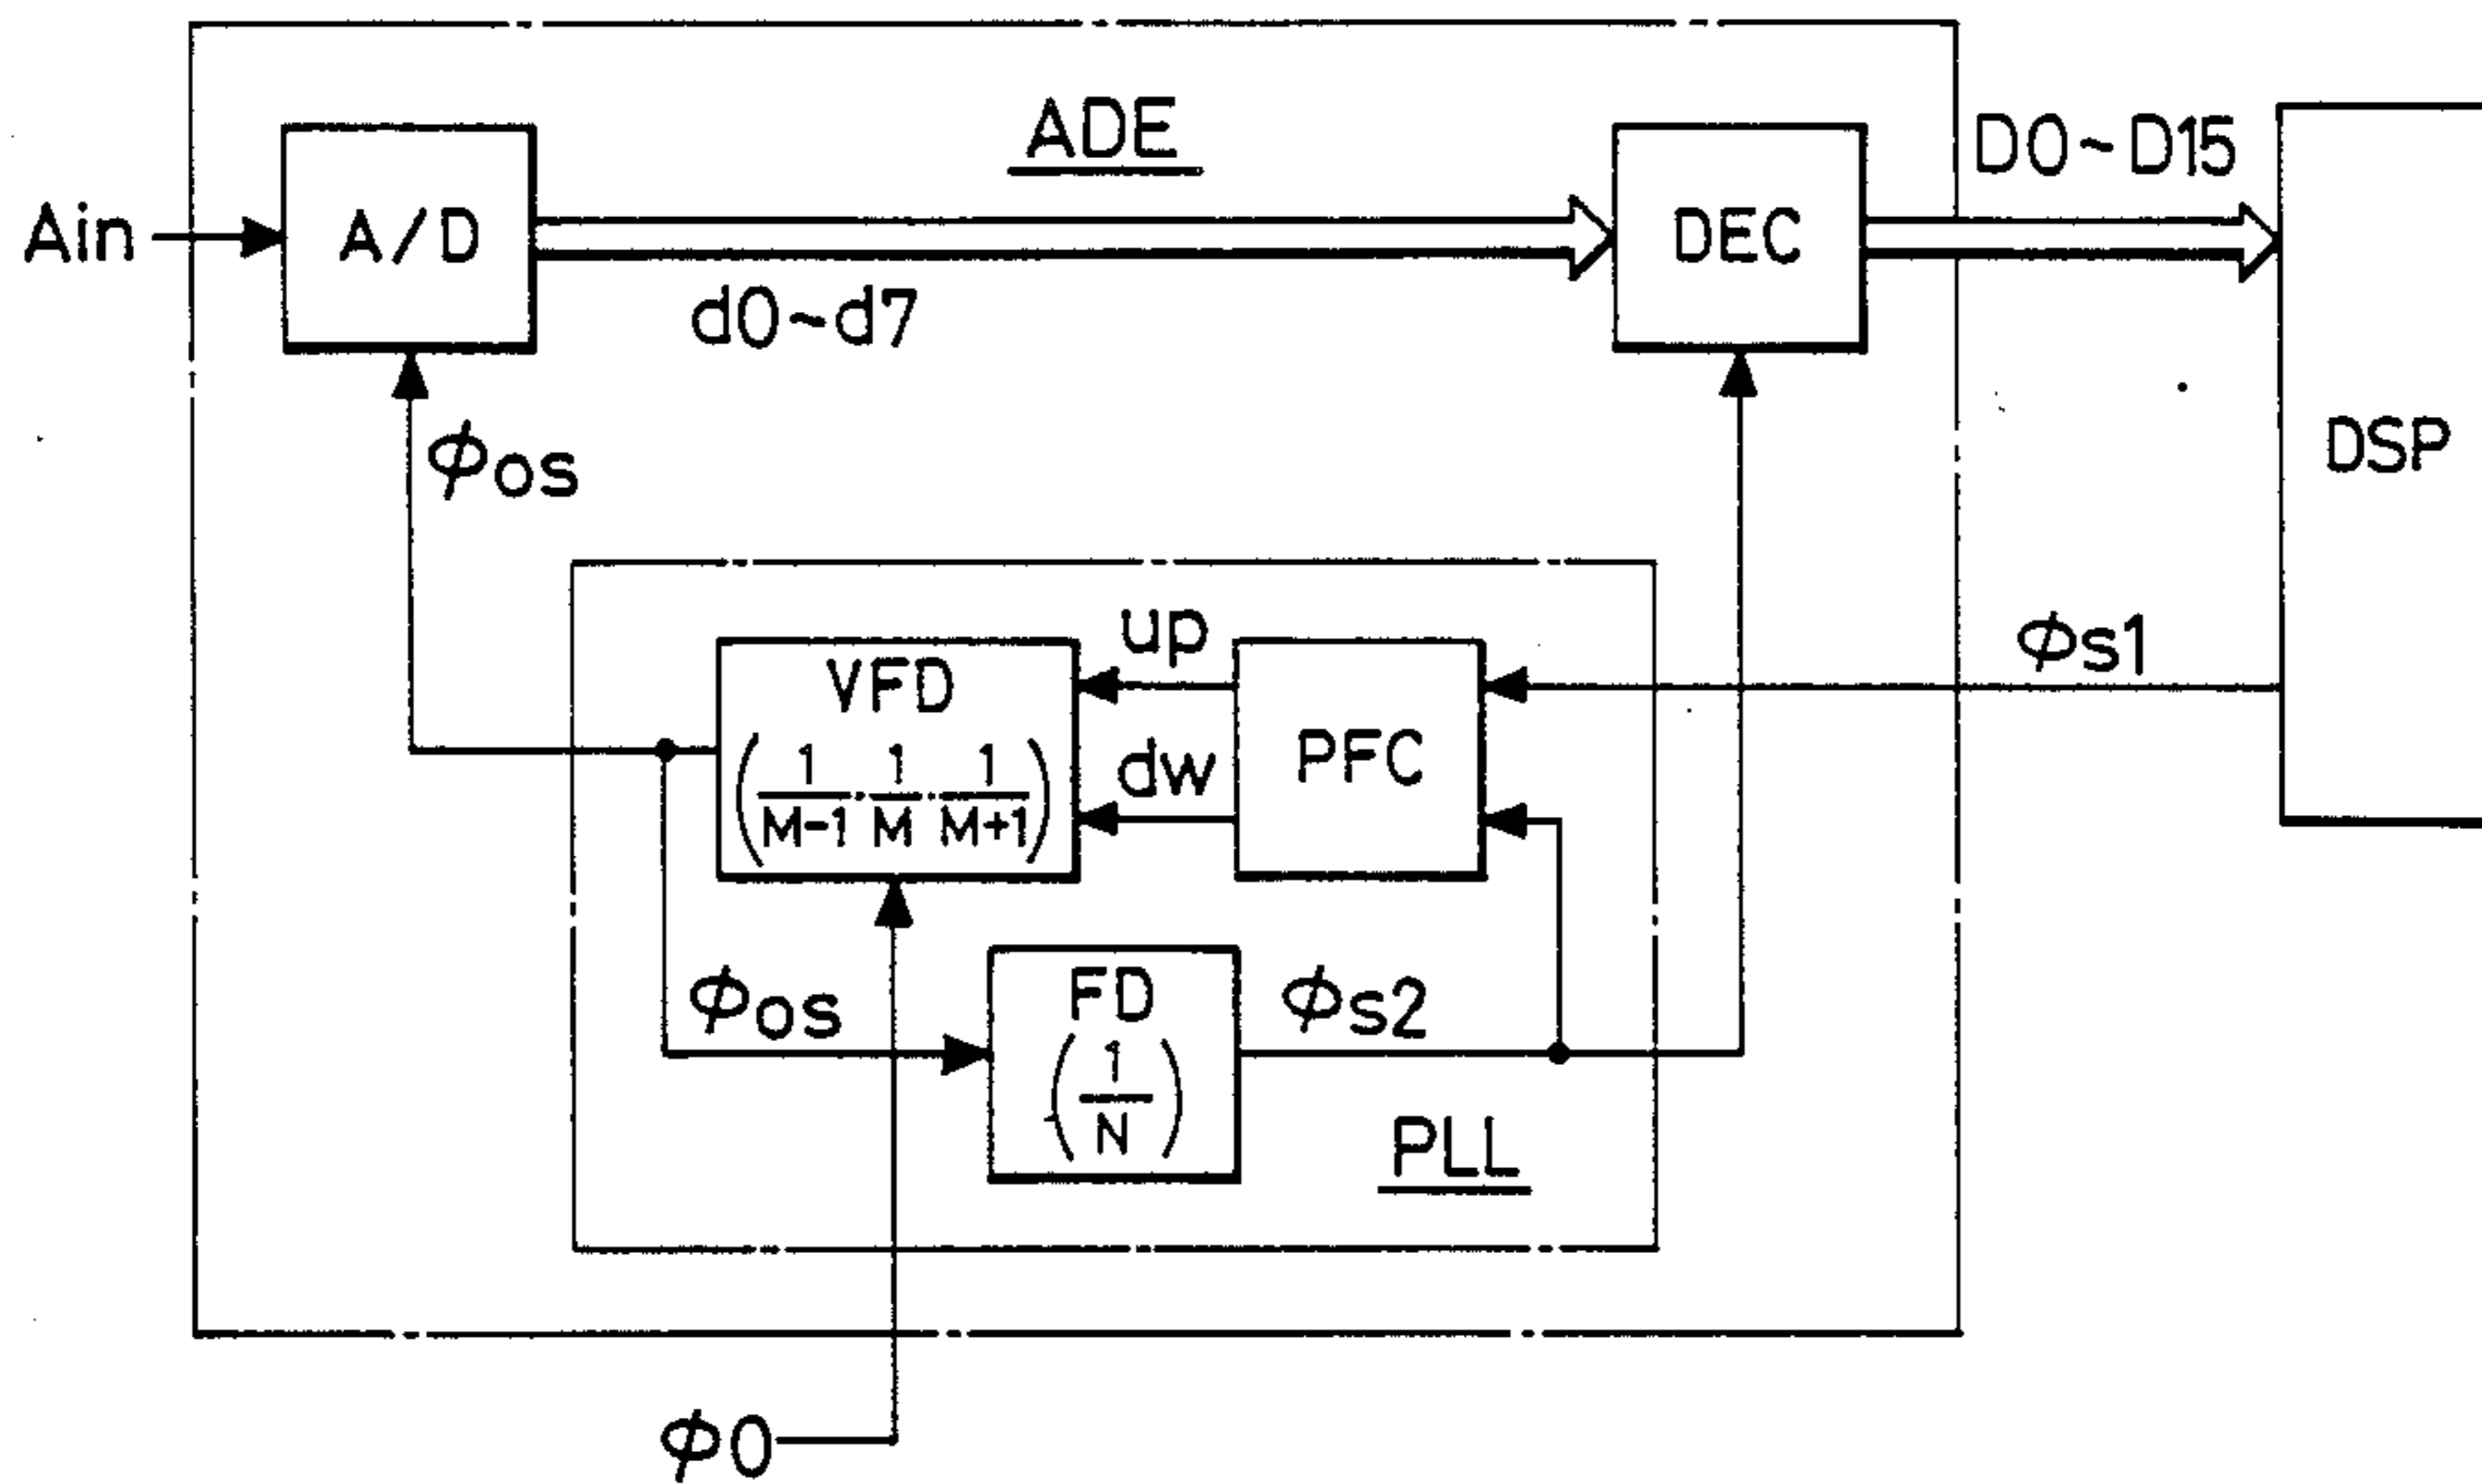 ADE
D0~D15
Ain
A/D
DEC
d0~d7
DSP
ϕos
up
ϕs1
VFD
dw
PFC
(1/M-1 · 1/M · 1/M+1)
ϕos
FD
ϕs2
(1/N)
PLL
ϕ0